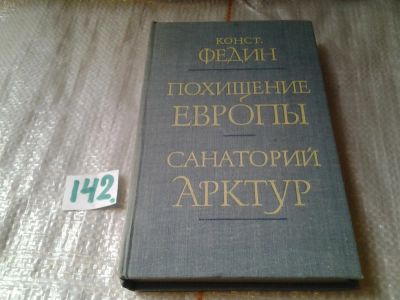 КОНСТ.
ФЕДИН
ПОХИЩЕНИЕ
ЕВРОПЫ
САНАТОРИЙ
АРКТУР
142.